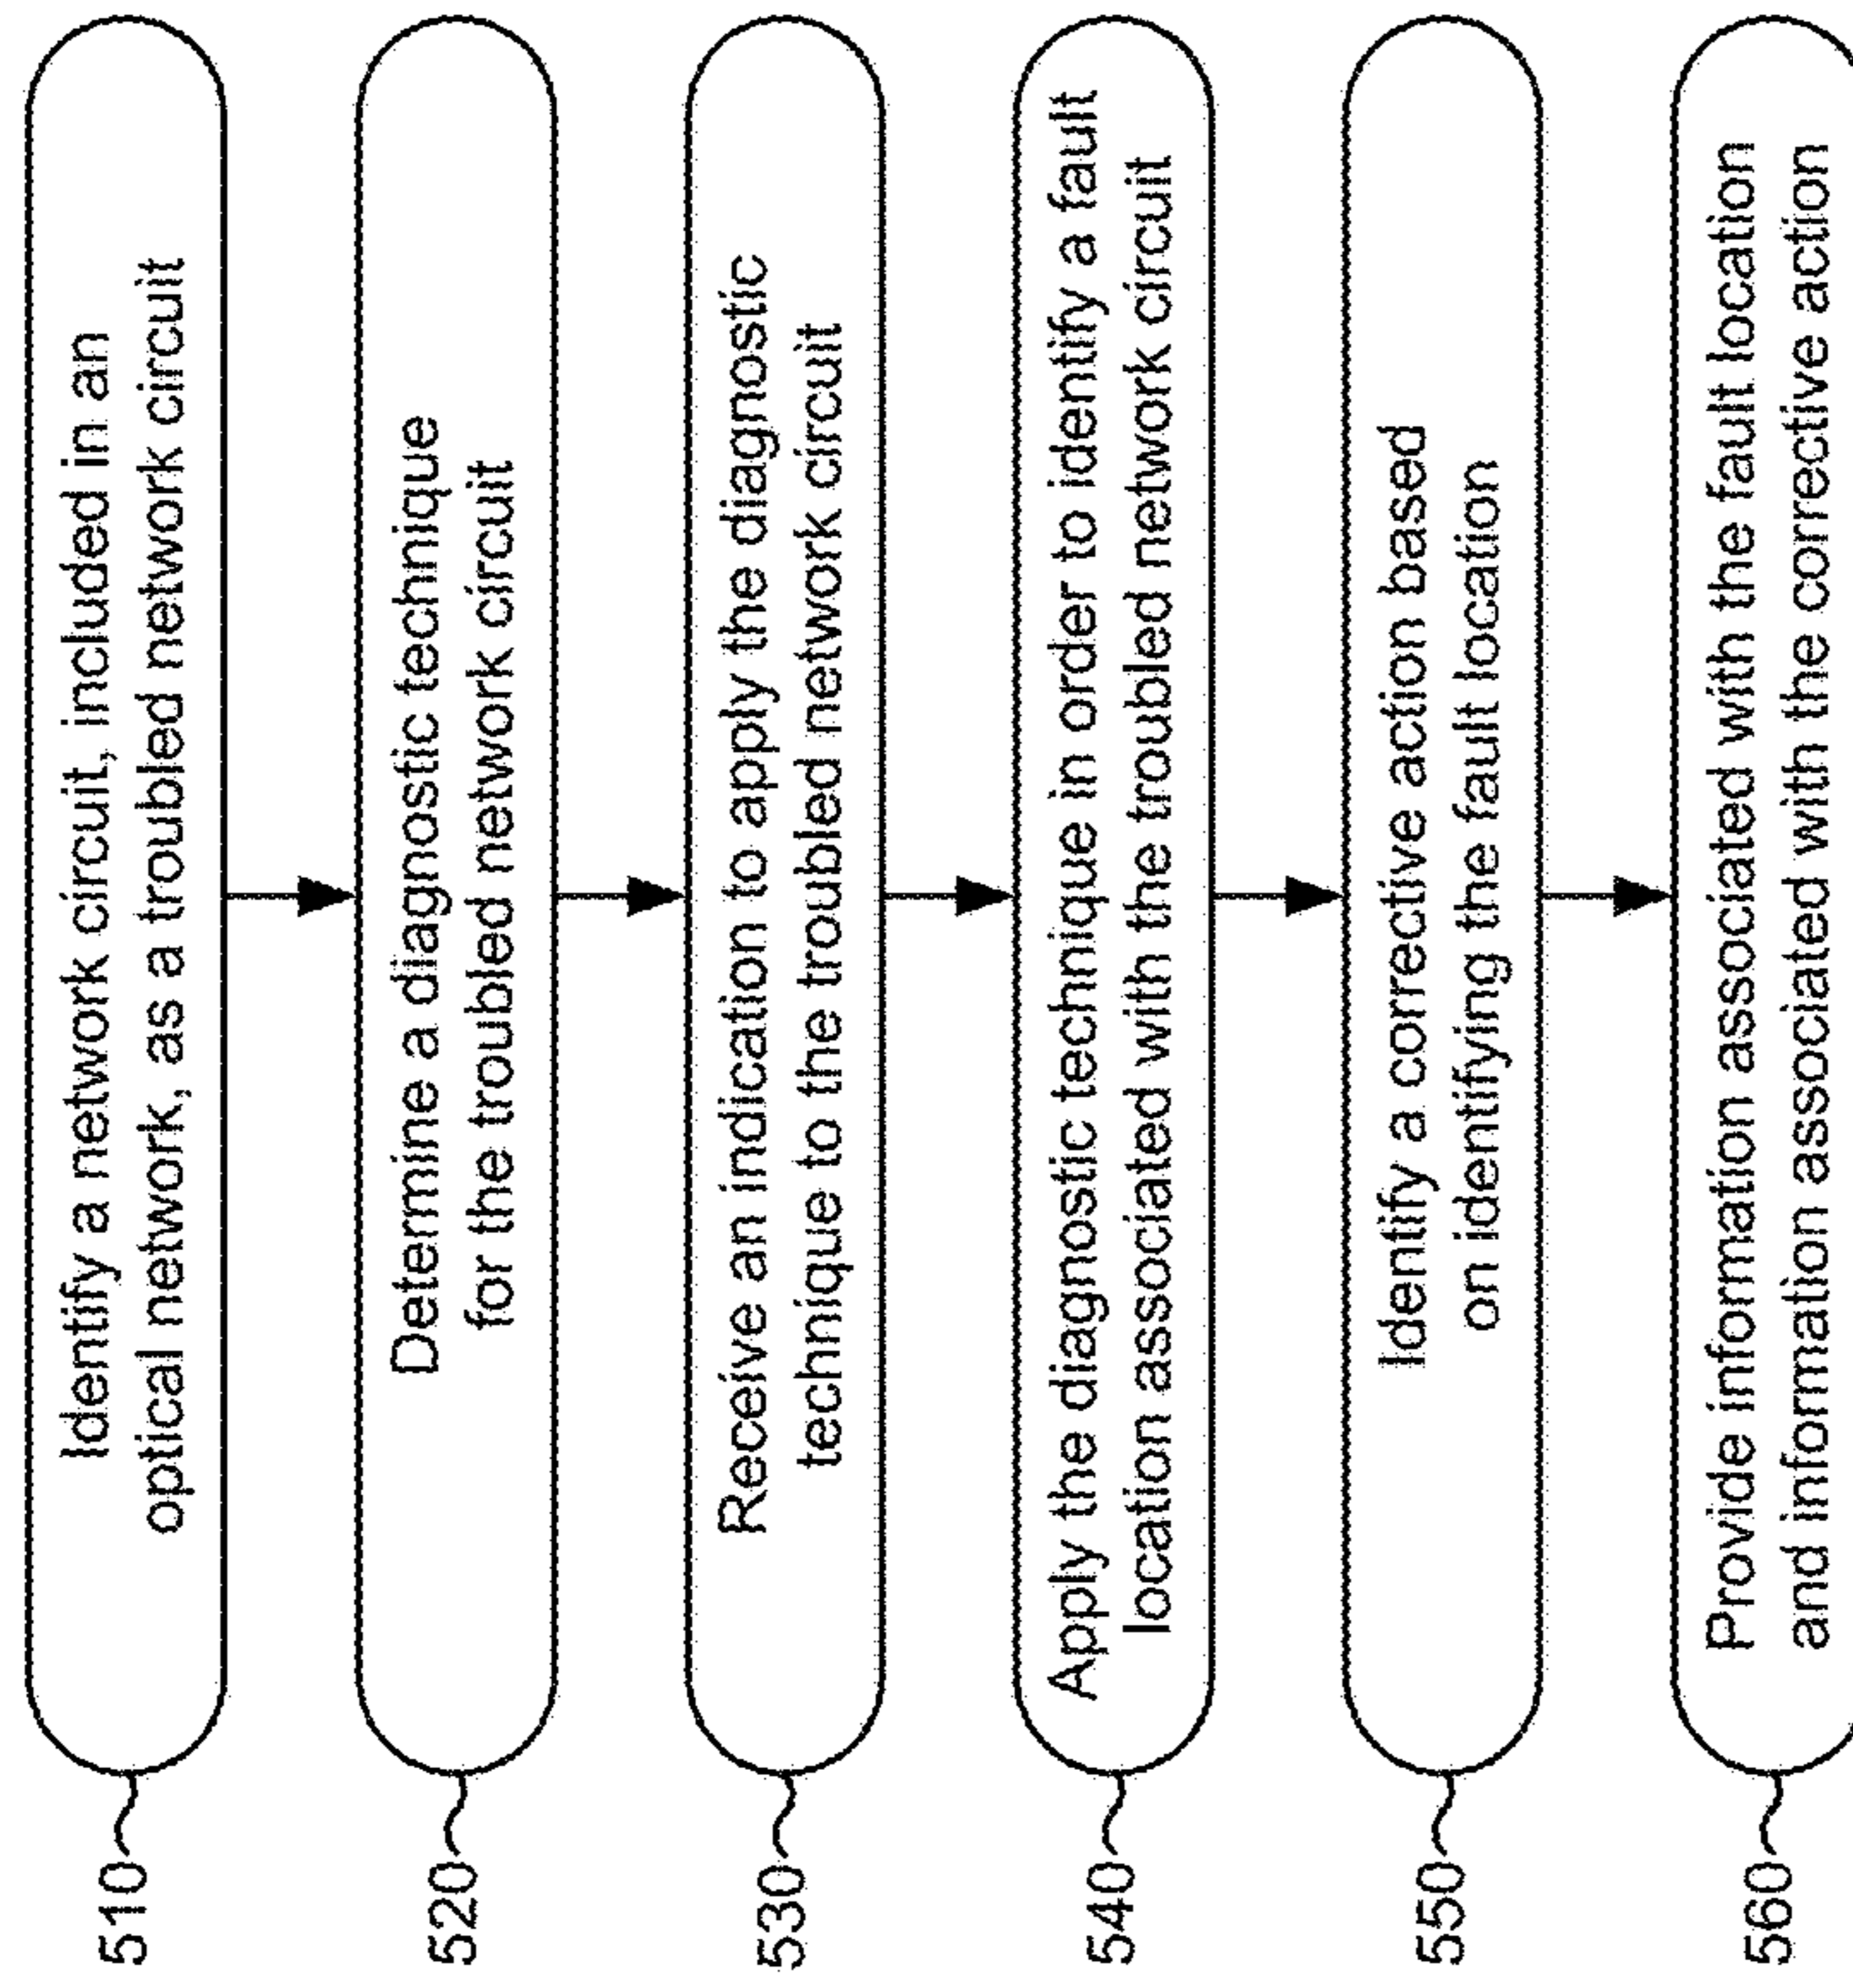 510
Identify a network circuit, included in an
optical network, as a troubled network circuit
520
Determine a diagnostic technique
for the troubled network circuit
530
Receive an indication to apply the diagnostic
technique to the troubled network circuit
540
Apply the diagnostic technique in order to identify a fault
location associated with the troubled network circuit
550
Identify a corrective action based
on identifying the fault location
560
Provide information associated with the fault location
and information associated with the corrective action